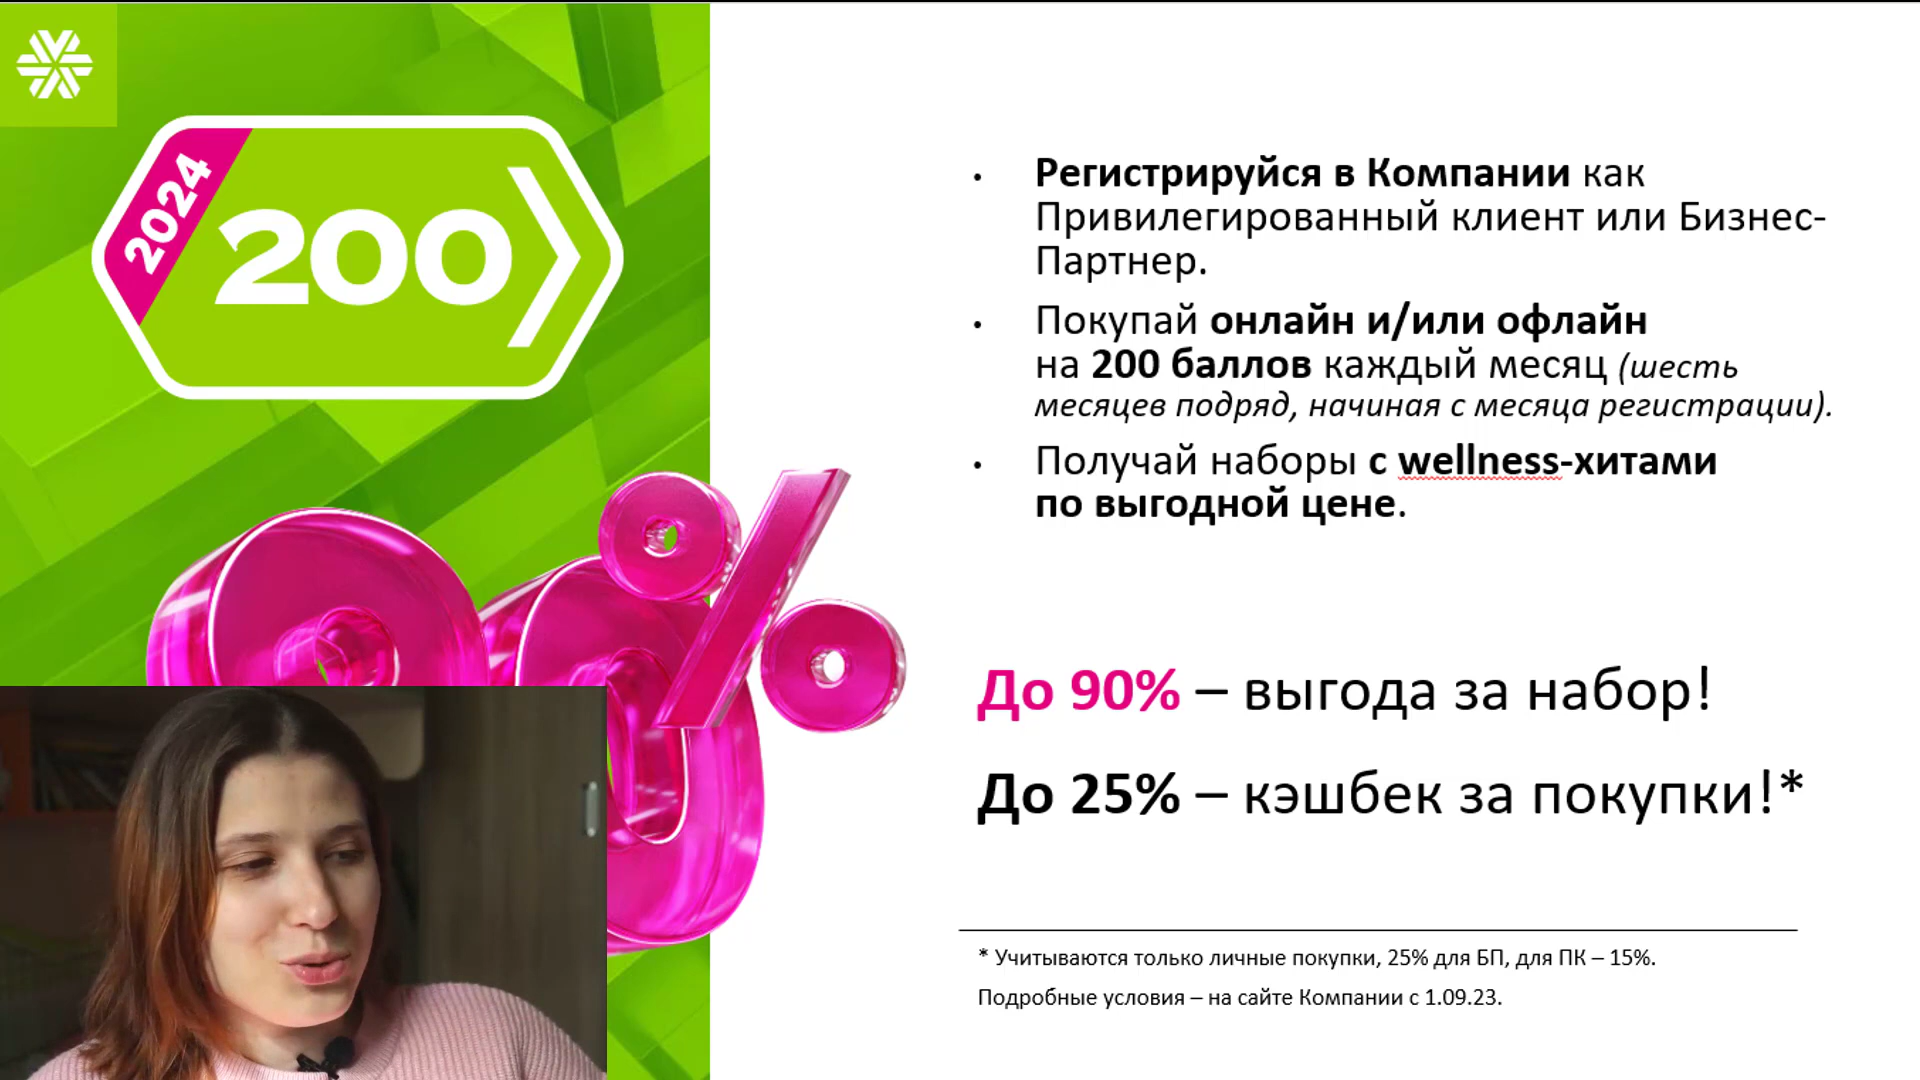 2024
200
Регистрируйся в Компании как
Привилегированный клиент или Бизнес-
Партнер.
Покупай онлайн и/или офлайн
на 200 баллов каждый месяц (шесть
месяцев подряд, начиная с месяца регистрации).
Получай наборы с wellness-хитами
по выгодной цене.
%
До 90% – выгода за набор!
До 25% – кэшбек за покупки!*
* Учитываются только личные покупки, 25% для БП, для ПК – 15%.
Подробные условия – на сайте Компании с 1.09.23.